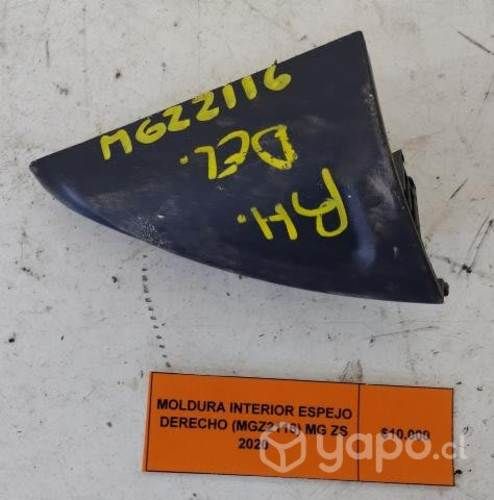 MGZ2116
DEL.
RH.
MOLDURA INTERIOR ESPEJO
DERECHO (MGZ2116) MG ZS
2020
$10,000
yapo.cl